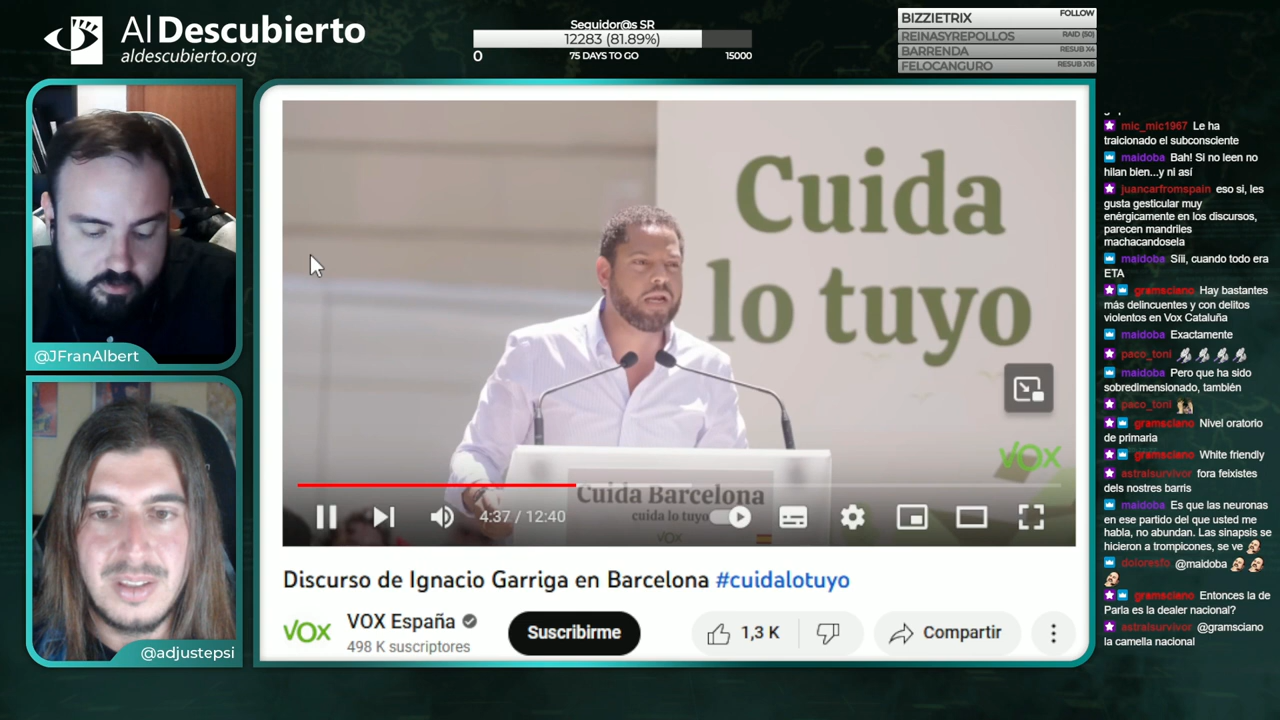 Al Descubierto
aldescubierto.org
Seguidor@s SR
12283 (81.89%)
0
75 DAYS TO GO
15000
BIZZIETRIX
FOLLOW
REINASYREPOLLOS
RAID (50)
BARRENDA
RESUB X4
FELOCANGURO
RESUB X16
@JFranAlbert
@adjustepsi
Cuida
lo tuyo
VOX
Cuida Barcelona
cuida lo tuyo
VOX
4:37 / 12:40
Discurso de Ignacio Garriga en Barcelona #cuidalotuyo
VOX
VOX España
498 K suscriptores
Suscribirme
1,3 K
Compartir
mic_mic1967 Le ha
traicionado el subconsciente
maidoba Bah! Si no leen no
hilan bien...y ni así
juancarfromspain eso si, les
gusta gesticular muy
enérgicamente en los discursos,
parecen mandriles
machacandosela
maidoba Síii, cuando todo era
ETA
gramsciano Hay bastantes
más delincuentes y con delitos
violentos en Vox Cataluña
maidoba Exactamente
paco_toni
maidoba Pero que ha sido
sobredimensionado, también
paco_toni
gramsciano Nivel oratorio
de primaria
gramsciano White friendly
astralsurvivor fora feixistes
dels nostres barris
maidoba Es que las neuronas
en ese partido del que usted me
habla, no abundan. Las sinapsis se
hicieron a trompicones, se ve
doloresfo @maidoba
gramsciano Entonces la de
Parla es la dealer nacional?
astralsurvivor @gramsciano
la camella nacional